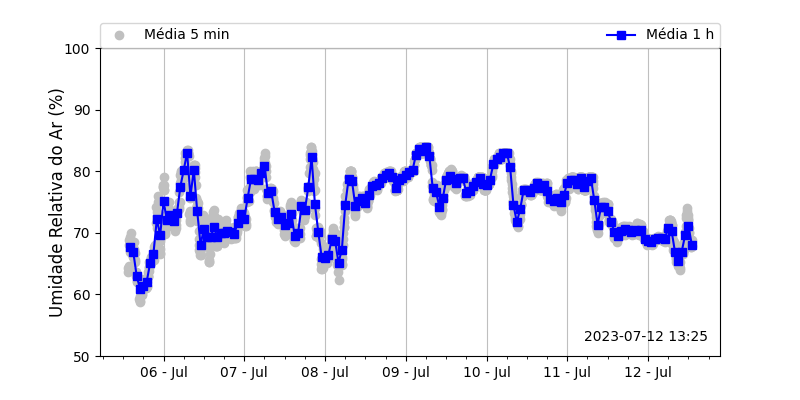 Média 5 min
Média 1 h
100
90
80
70
60
50
Umidade Relativa do Ar (%)
2023-07-12 13:25
06 - Jul
07 - Jul
08 - Jul
09 - Jul
10 - Jul
11 - Jul
12 - Jul